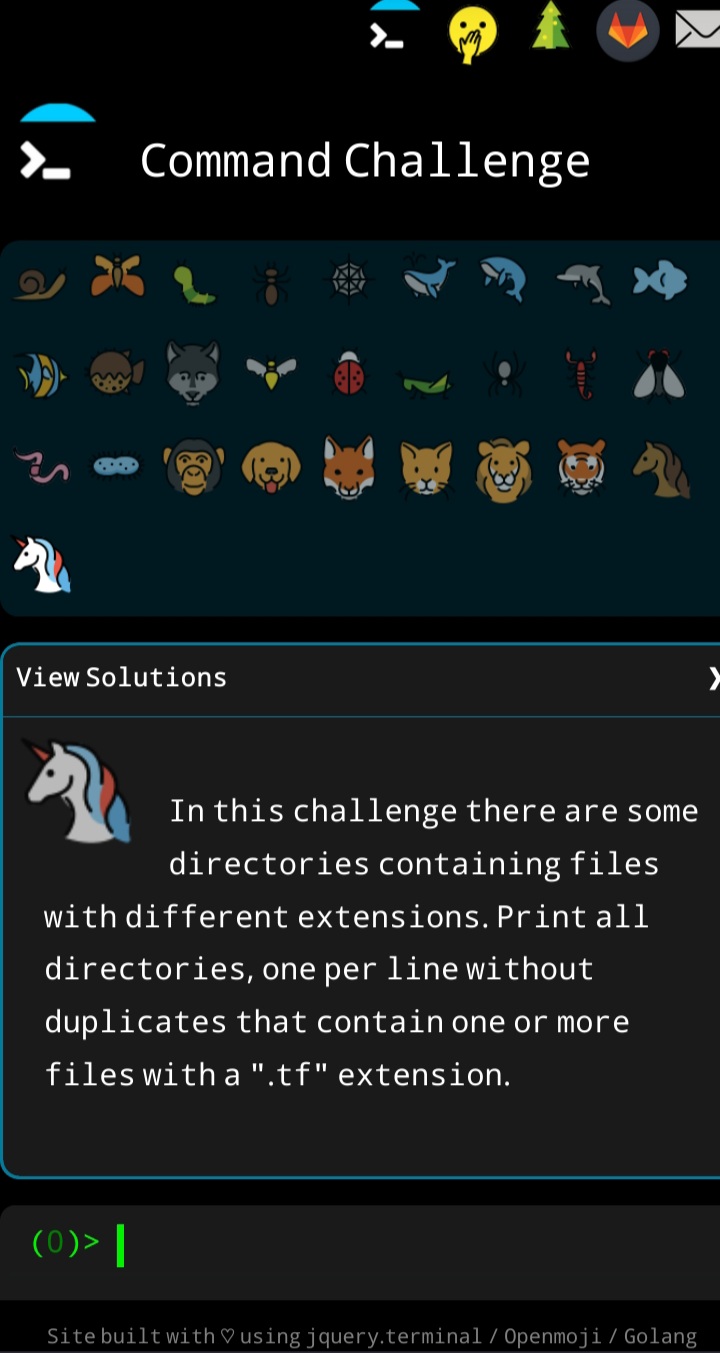 Command Challenge
View Solutions
In this challenge there are some
directories containing files
with different extensions. Print all
directories, one per line without
duplicates that contain one or more
files with a ".tf" extension.
(0)>
Site built with ♡ using jquery.terminal / Openmoji / Golang